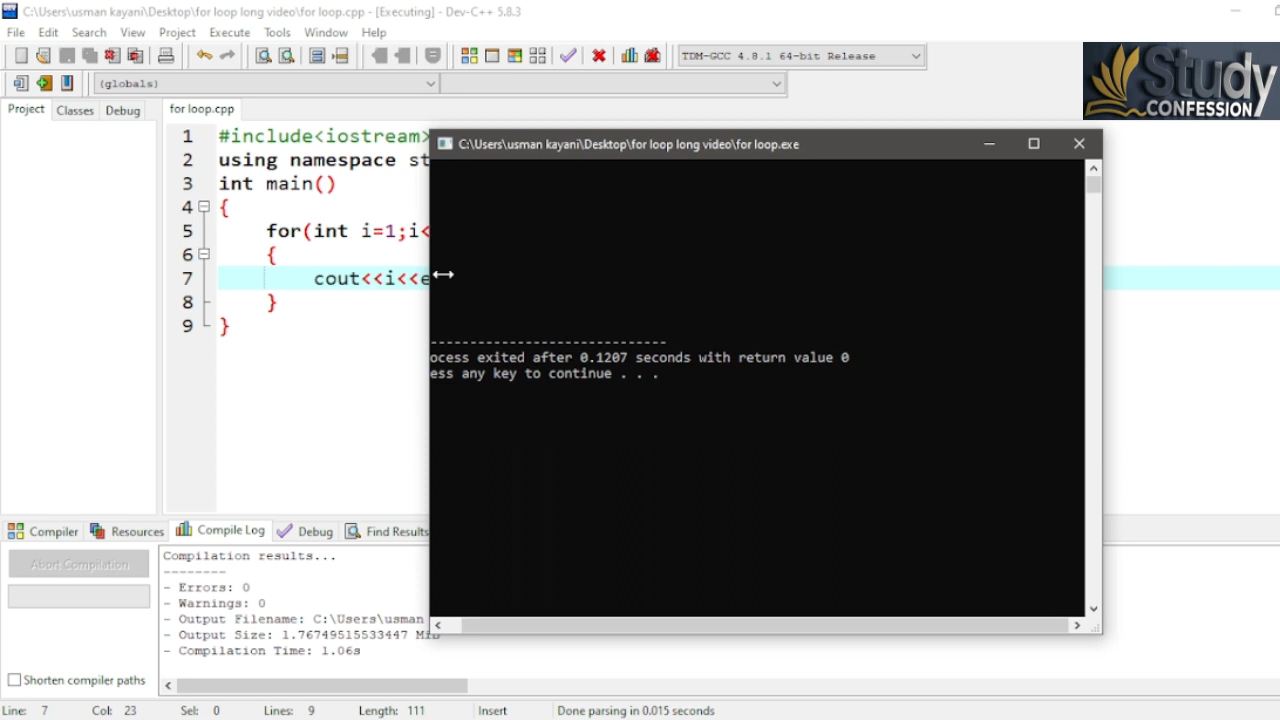 C:\Users\usman kayani\Desktop\for loop long video\for loop.cpp - [Executing] - Dev-C++ 5.8.3
File Edit Search View Project Execute Tools Window Help
TDM-GCC 4.8.1 64-bit Release
Study
CONFESSION
(globals)
Project Classes Debug
for loop.cpp
1 #include<iostream>
2 using namespace st
3 int main()
4 {
5 for(int i=1;i<
6 {
7 cout<<i<<e
8 }
9 }
C:\Users\usman kayani\Desktop\for loop long video\for loop.exe
------------------------------
ocess exited after 0.1207 seconds with return value 0
ess any key to continue . . .
Compiler Resources Compile Log Debug Find Results
Abort Compilation
Shorten compiler paths
Compilation results...
--------
- Errors: 0
- Warnings: 0
- Output Filename: C:\Users\usman
- Output Size: 1.76749515533447 MiB
- Compilation Time: 1.06s
Line: 7 Col: 23 Sel: 0 Lines: 9 Length: 111 Insert Done parsing in 0.015 seconds